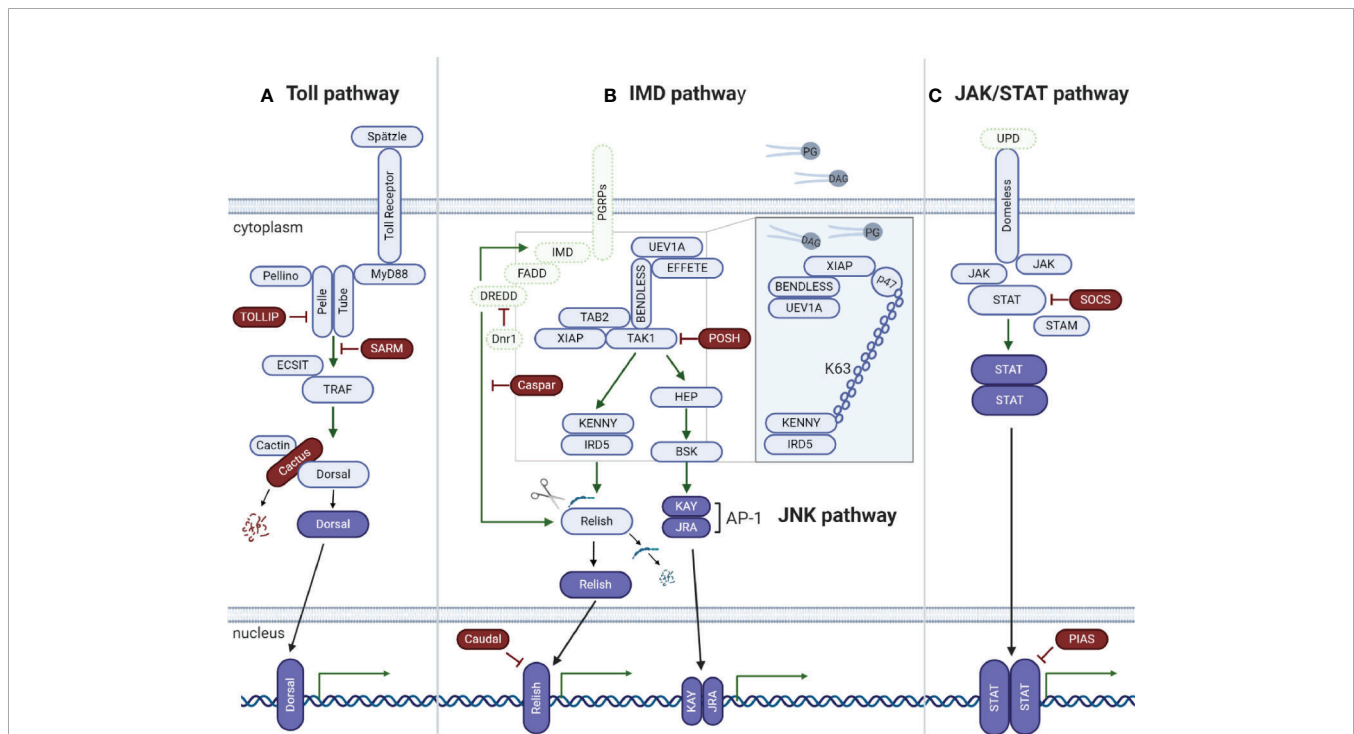 A Toll pathway
Spätzle
Toll Receptor
cytoplasm
Pellino
Pelle
Tube
MyD88
TOLLIP
SARM
ECSIT
TRAF
Cactin
Cactus
Dorsal
Dorsal
nucleus
Dorsal
B IMD pathway
PG
DAG
PGRPs
IMD
FADD
DREDD
Dnr1
UEV1A
EFFETE
BENDLESS
TAB2
XIAP
TAK1
POSH
Caspar
HEP
KENNY
IRD5
BSK
DAG
PG
XIAP
p47
BENDLESS
UEV1A
K63
KENNY
IRD5
Relish
KAY
JRA
AP-1 JNK pathway
Relish
Caudal
Relish
KAY
JRA
C JAK/STAT pathway
UPD
Domeless
JAK
JAK
STAT
SOCS
STAM
STAT
STAT
PIAS
STAT
STAT